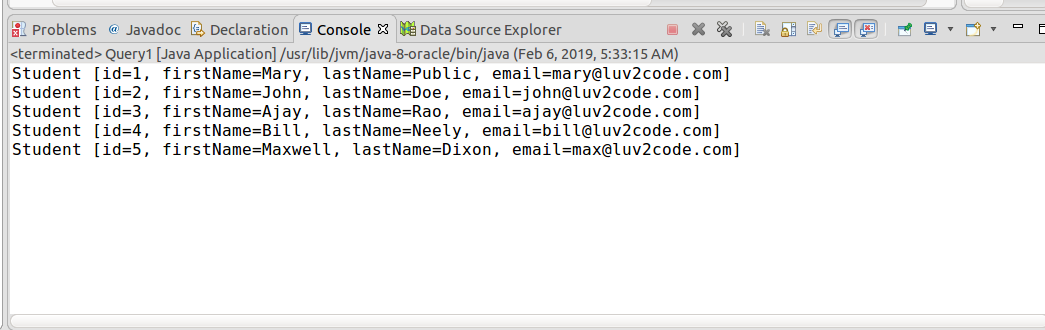 Problems @ Javadoc Declaration Console Data Source Explorer
<terminated> Query1 [Java Application] /usr/lib/jvm/java-8-oracle/bin/java (Feb 6, 2019, 5:33:15 AM)
Student [id=1, firstName=Mary, lastName=Public, email=mary@luv2code.com]
Student [id=2, firstName=John, lastName=Doe, email=john@luv2code.com]
Student [id=3, firstName=Ajay, lastName=Rao, email=ajay@luv2code.com]
Student [id=4, firstName=Bill, lastName=Neely, email=bill@luv2code.com]
Student [id=5, firstName=Maxwell, lastName=Dixon, email=max@luv2code.com]